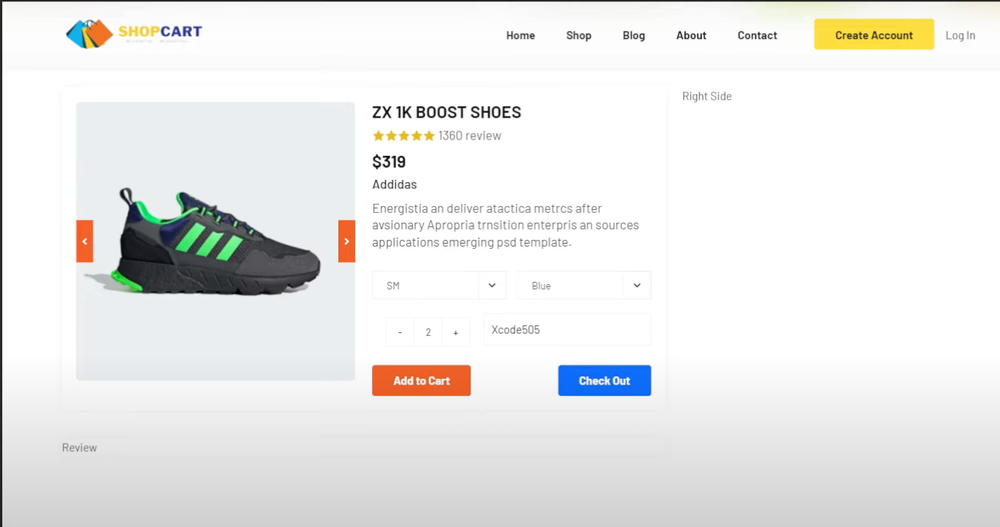 SHOPCART
Home
Shop
Blog
About
Contact
Create Account
Log In
Right Side
ZX 1K BOOST SHOES
1360 review
$319
Addidas
Energistia an deliver atactica metrcs after
avsionary Apropria trnsition enterpris an sources
applications emerging psd template.
SM
Blue
- 2 +
Xcode505
Add to Cart
Check Out
Review